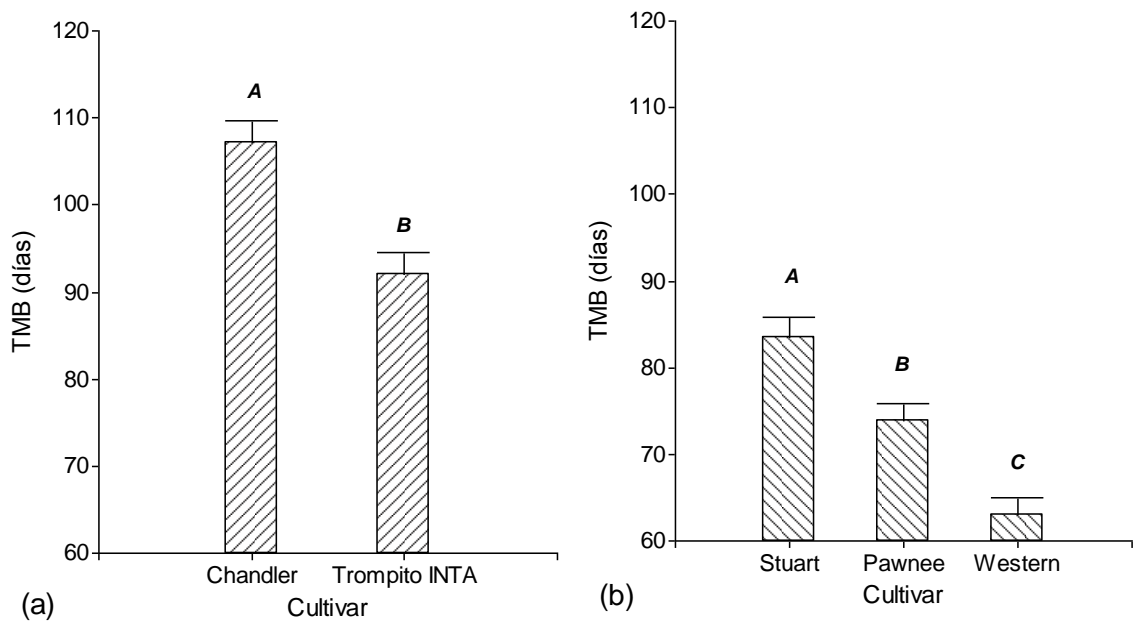 120
110
100
90
80
70
60
TMB (días)
A
B
Chandler
Trompito INTA
Cultivar
(a)
120
110
100
90
80
70
60
TMB (días)
A
B
C
Stuart
Pawnee
Western
Cultivar
(b)